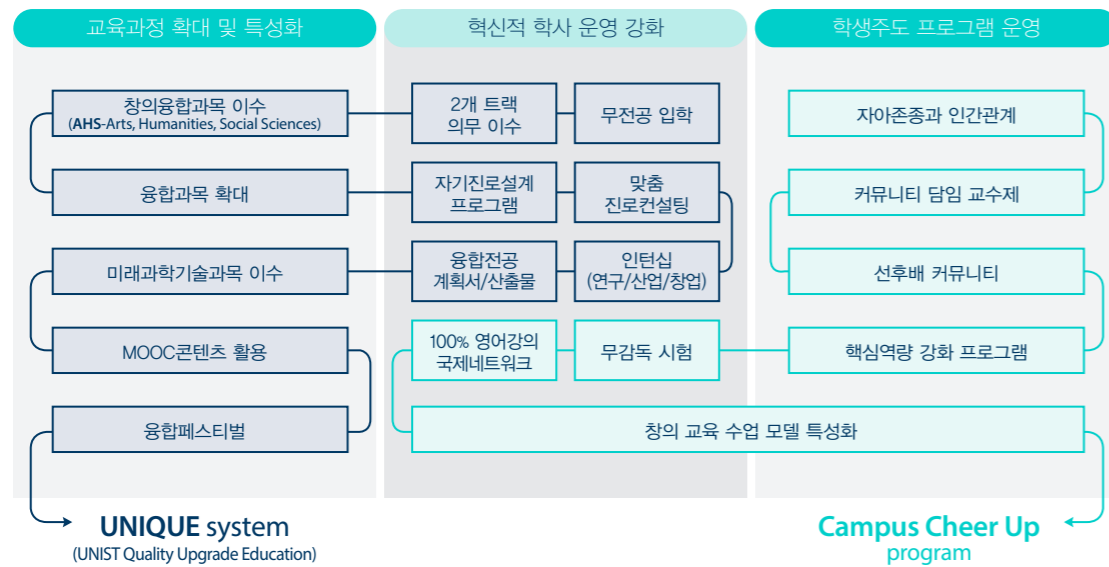 교육과정 확대 및 특성화
혁신적 학사 운영 강화
학생주도 프로그램 운영
창의융합과목 이수
(AHS-Arts, Humanities, Social Sciences)
2개 트랙
의무 이수
무전공 입학
자아존종과 인간관계
융합과목 확대
자기진로설계
프로그램
맞춤
진로컨설팅
커뮤니티 담임 교수제
미래과학기술과목 이수
융합전공
계획서/산출물
인턴십
(연구/산업/창업)
선후배 커뮤니티
MOOC콘텐츠 활용
100% 영어강의
국제네트워크
무감독 시험
핵심역량 강화 프로그램
융합페스티벌
창의 교육 수업 모델 특성화
UNIQUE system
(UNIST Quality Upgrade Education)
Campus Cheer Up
program